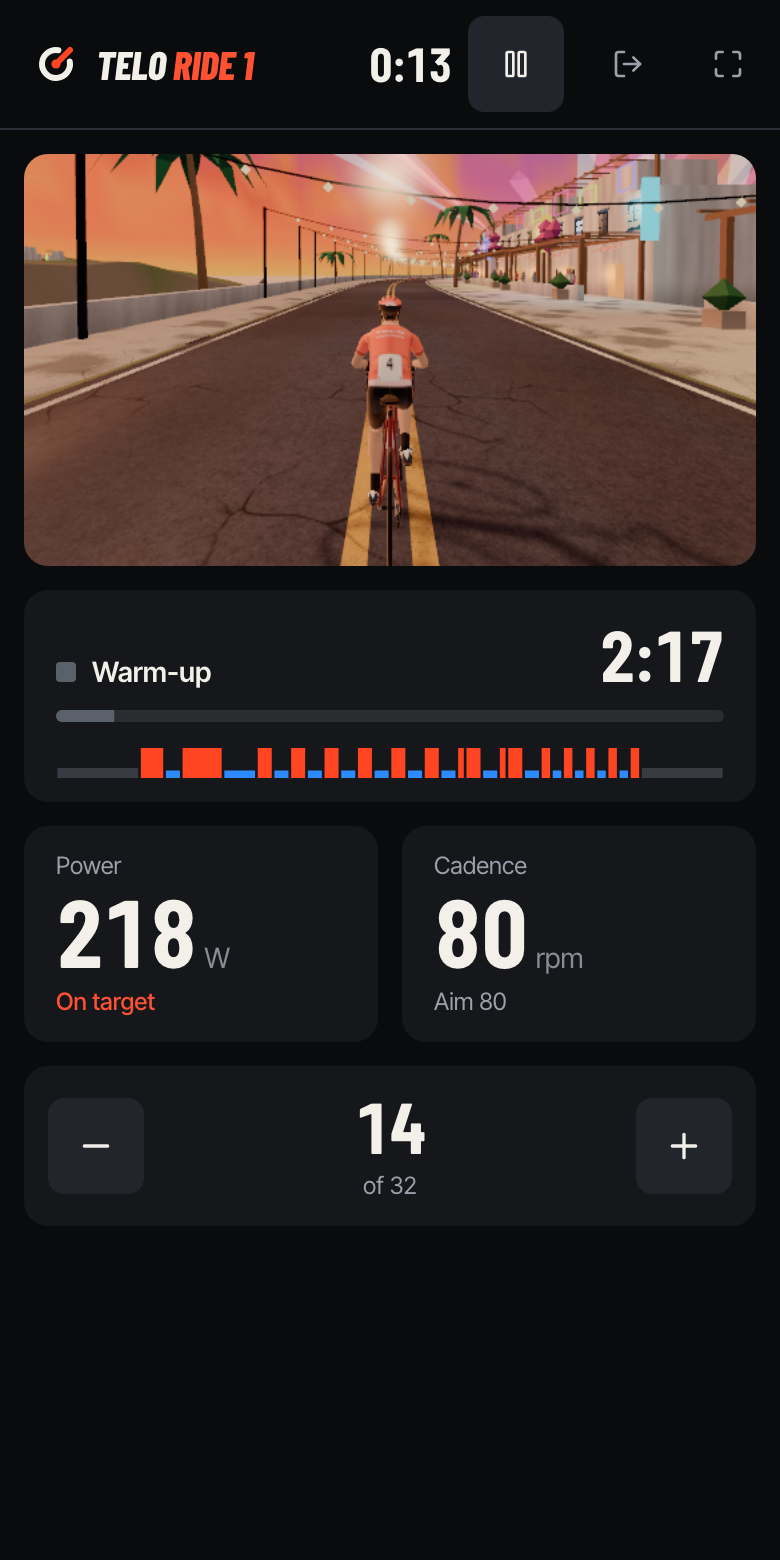 TELO RIDE 1
0:13
4
Warm-up
2:17
Power
218 W
On target
Cadence
80 rpm
Aim 80
14
of 32